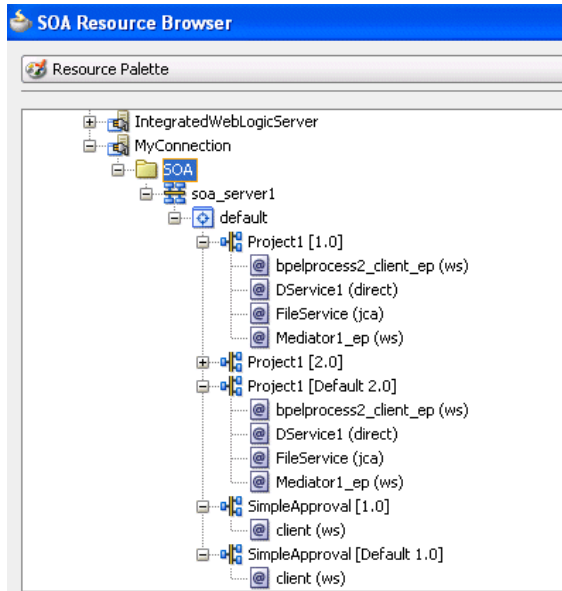 SOA Resource Browser
Resource Palette
IntegratedWebLogicServer
MyConnection
SOA
soa_server1
default
Project1 [1.0]
bpelprocess2_client_ep (ws)
DService1 (direct)
FileService (jca)
Mediator1_ep (ws)
Project1 [2.0]
Project1 [Default 2.0]
bpelprocess2_client_ep (ws)
DService1 (direct)
FileService (jca)
Mediator1_ep (ws)
SimpleApproval [1.0]
client (ws)
SimpleApproval [Default 1.0]
client (ws)